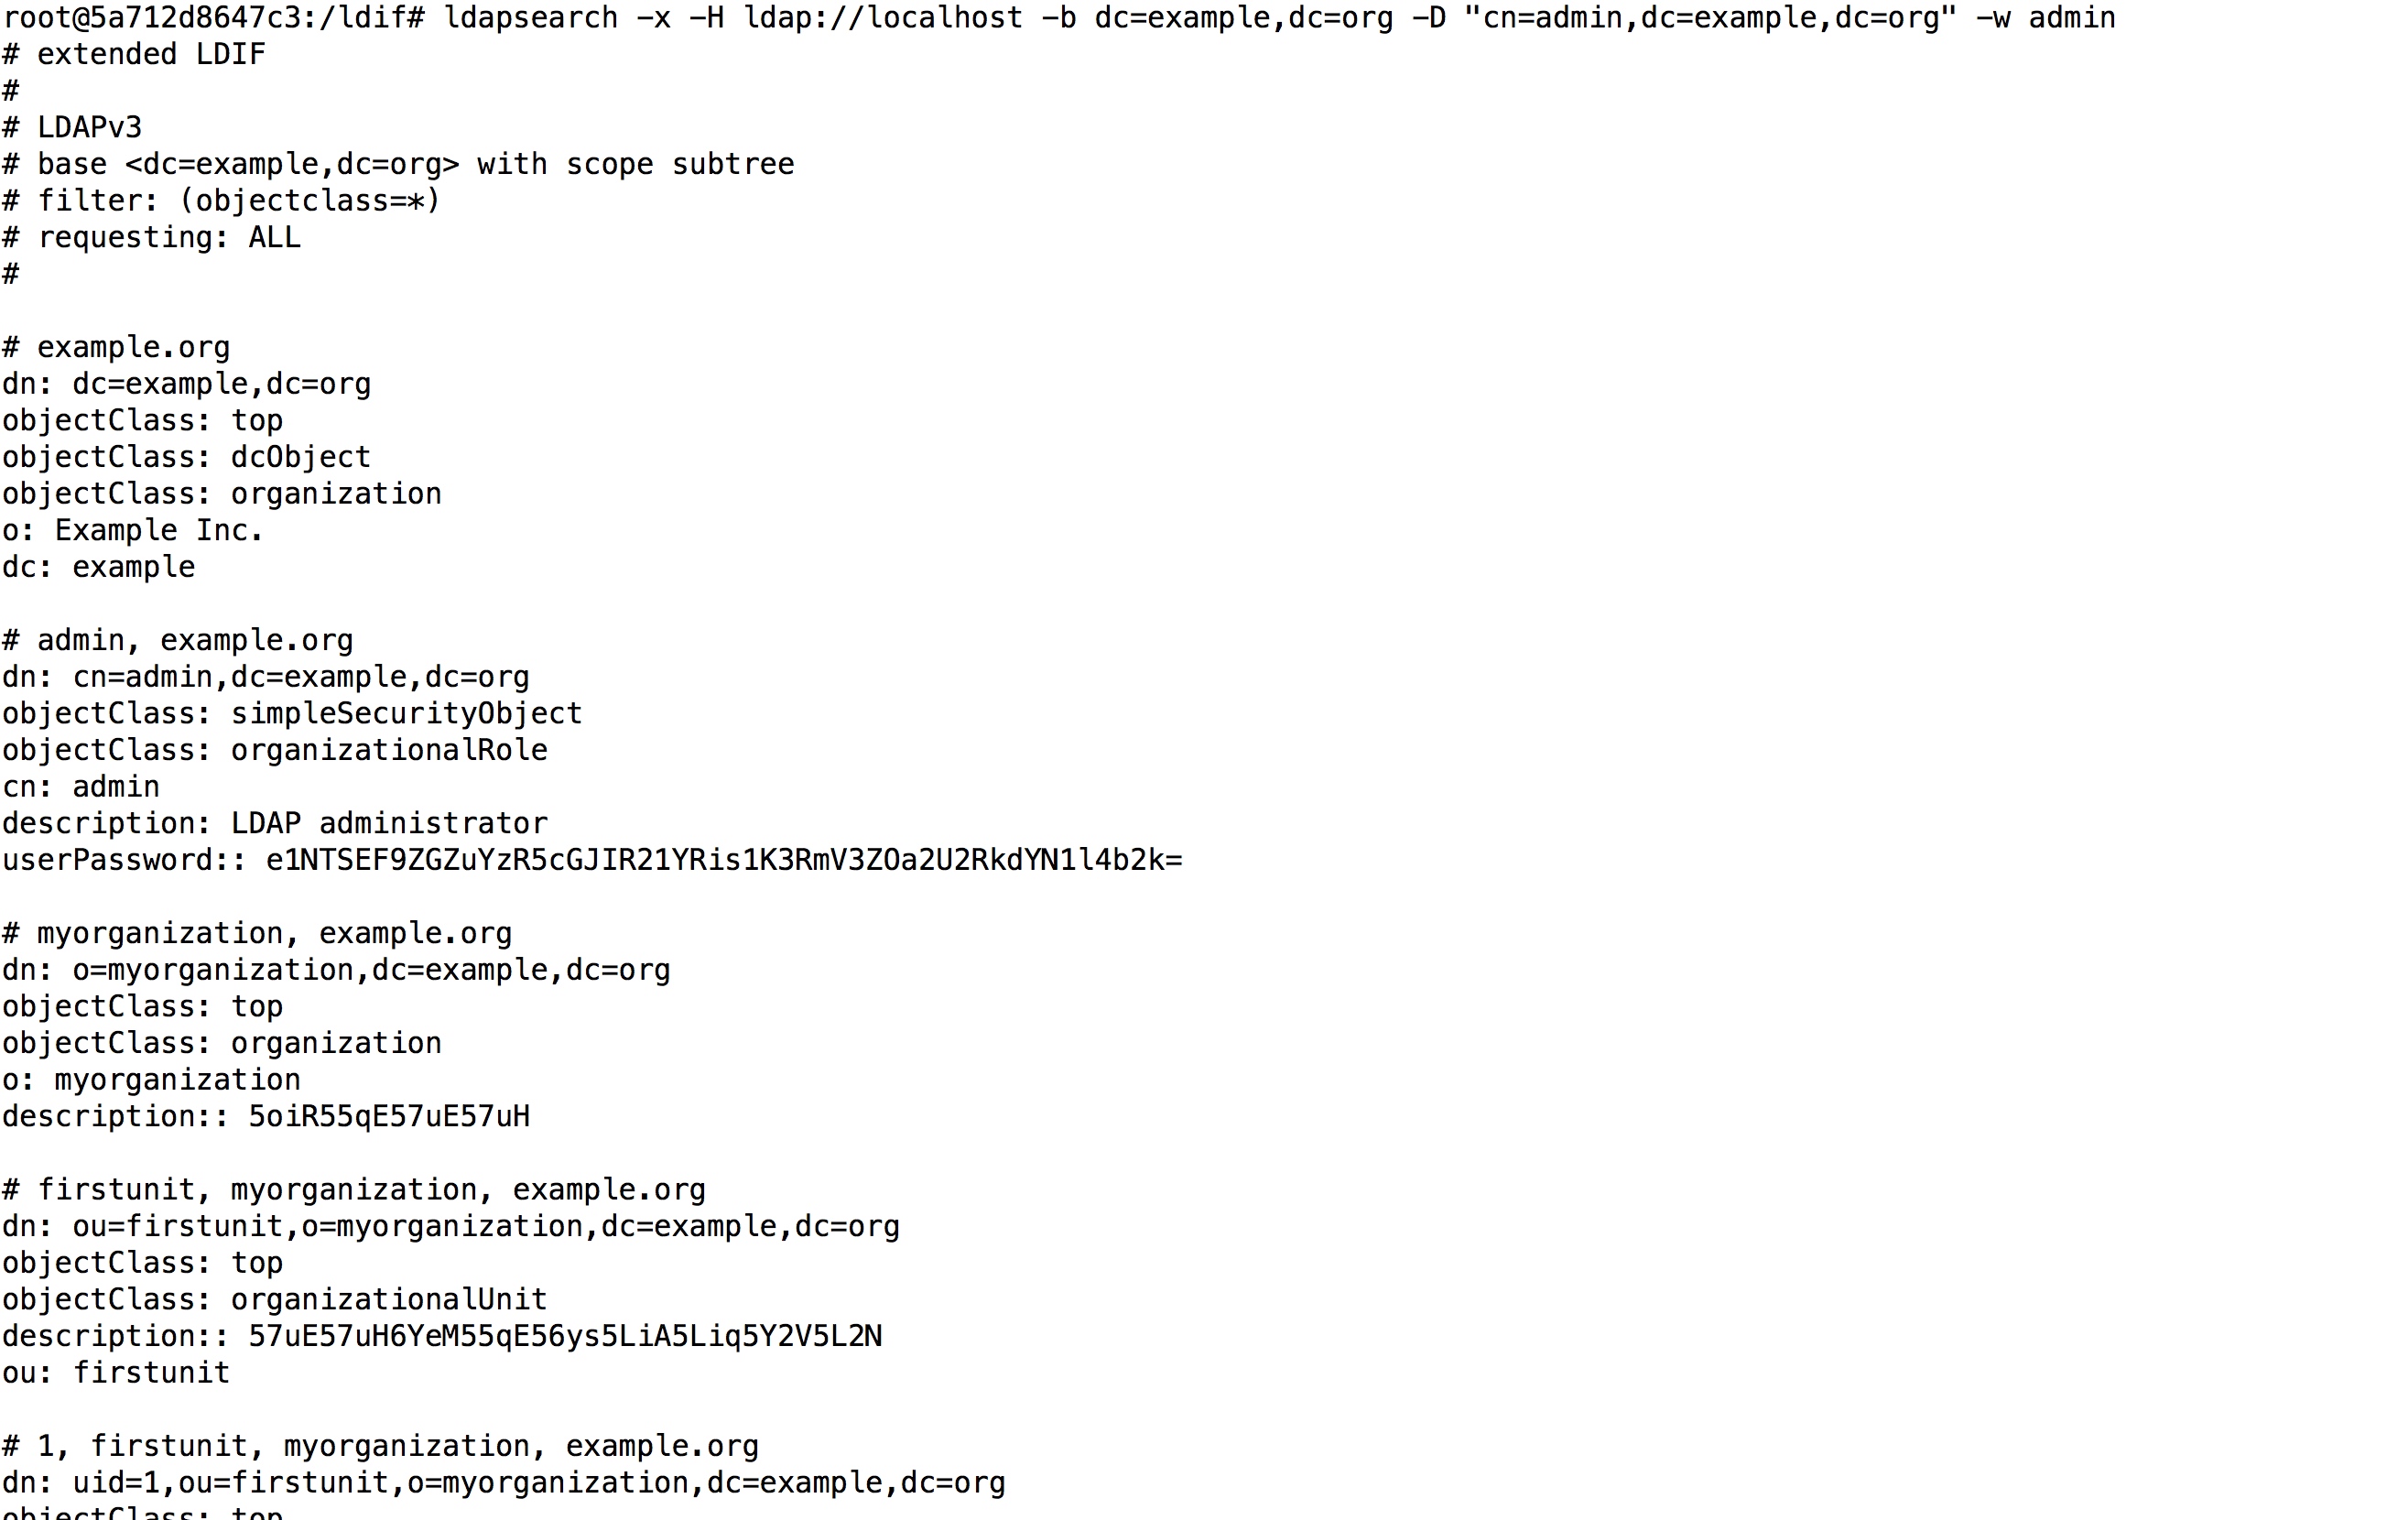 root@5a712d8647c3:/ldif# ldapsearch -x -H ldap://localhost -b dc=example,dc=org -D "cn=admin,dc=example,dc=org" -w admin
# extended LDIF
#
# LDAPv3
# base <dc=example,dc=org> with scope subtree
# filter: (objectclass=*)
# requesting: ALL
#

# example.org
dn: dc=example,dc=org
objectClass: top
objectClass: dcObject
objectClass: organization
o: Example Inc.
dc: example

# admin, example.org
dn: cn=admin,dc=example,dc=org
objectClass: simpleSecurityObject
objectClass: organizationalRole
cn: admin
description: LDAP administrator
userPassword:: e1NTSEF9ZGZuYzR5cGJIR21YRis1K3RmV3ZOa2U2RkdYN1l4b2k=

# myorganization, example.org
dn: o=myorganization,dc=example,dc=org
objectClass: top
objectClass: organization
o: myorganization
description:: 5oiR55qE57uE57uH

# firstunit, myorganization, example.org
dn: ou=firstunit,o=myorganization,dc=example,dc=org
objectClass: top
objectClass: organizationalUnit
description:: 57uE57uH6YeM55qE56ys5LiA5Liq5Y2V5L2N
ou: firstunit

# 1, firstunit, myorganization, example.org
dn: uid=1,ou=firstunit,o=myorganization,dc=example,dc=org
objectClass: top